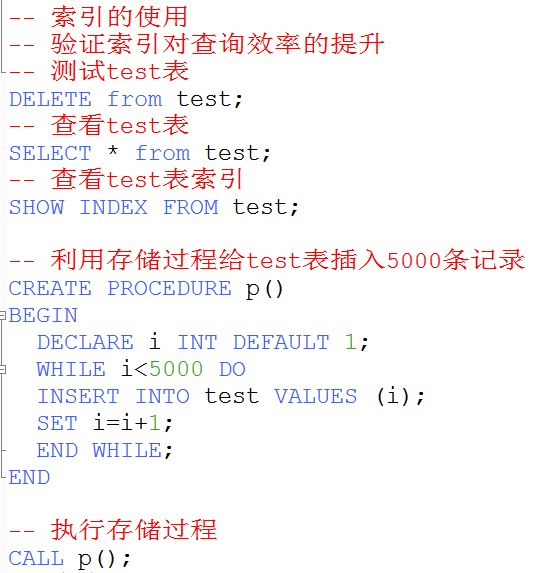 -- 索引的使用
-- 验证索引对查询效率的提升
-- 测试test表
DELETE from test;
-- 查看test表
SELECT * from test;
-- 查看test表索引
SHOW INDEX FROM test;
-- 利用存储过程给test表插入5000条记录
CREATE PROCEDURE p()
BEGIN
DECLARE i INT DEFAULT 1;
WHILE i<5000 DO
INSERT INTO test VALUES (i);
SET i=i+1;
END WHILE;
END
-- 执行存储过程
CALL p();